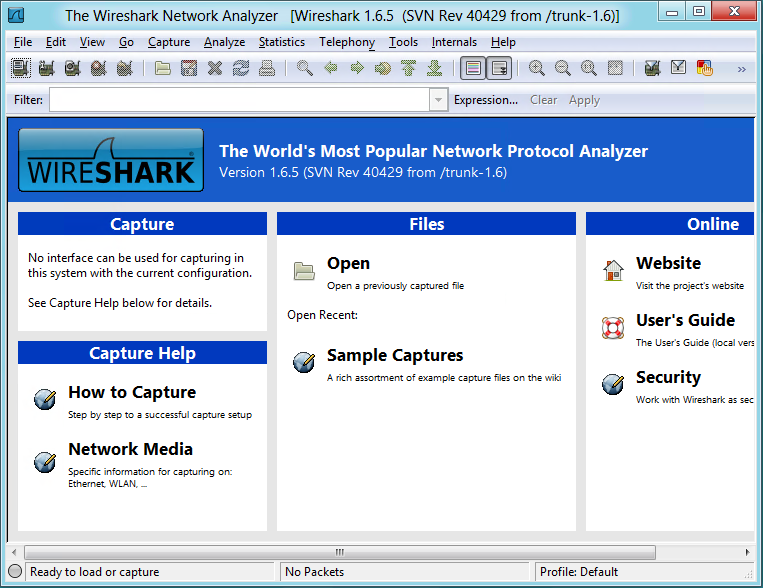 The Wireshark Network Analyzer [Wireshark 1.6.5 (SVN Rev 40429 from /trunk-1.6)]
File Edit View Go Capture Analyze Statistics Telephony Tools Internals Help
»
Filter: Expression... Clear Apply
WIRESHARK
The World's Most Popular Network Protocol Analyzer
Version 1.6.5 (SVN Rev 40429 from /trunk-1.6)
Capture
No interface can be used for capturing in
this system with the current configuration.
See Capture Help below for details.
Capture Help
How to Capture
Step by step to a successful capture setup
Network Media
Specific information for capturing on:
Ethernet, WLAN, ...
Files
Open
Open a previously captured file
Open Recent:
Sample Captures
A rich assortment of example capture files on the wiki
Online
Website
Visit the project's website
User's Guide
The User's Guide (local vers
Security
Work with Wireshark as sec
Ready to load or capture
No Packets
Profile: Default